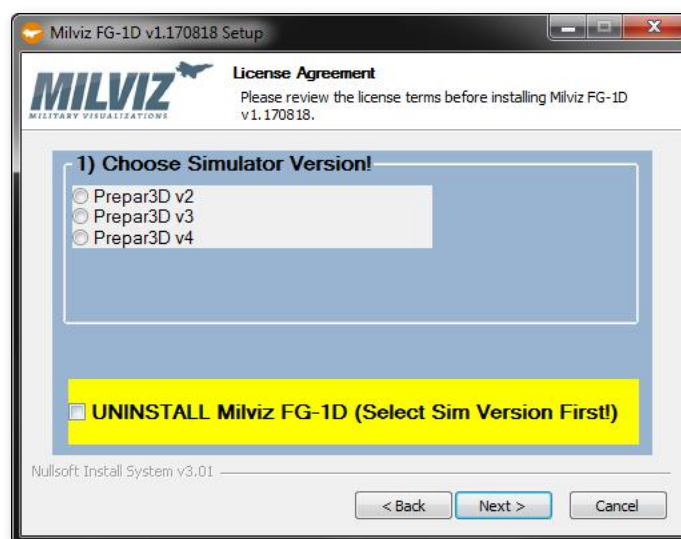 Milviz FG-1D v1.170818 Setup
MILVIZ
MILITARY VISUALIZATIONS
License Agreement
Please review the license terms before installing Milviz FG-1D
v1.170818.
1) Choose Simulator Version!
Prepar3D v2
Prepar3D v3
Prepar3D v4
UNINSTALL Milviz FG-1D (Select Sim Version First!)
Nullsoft Install System v3.01
< Back
Next >
Cancel